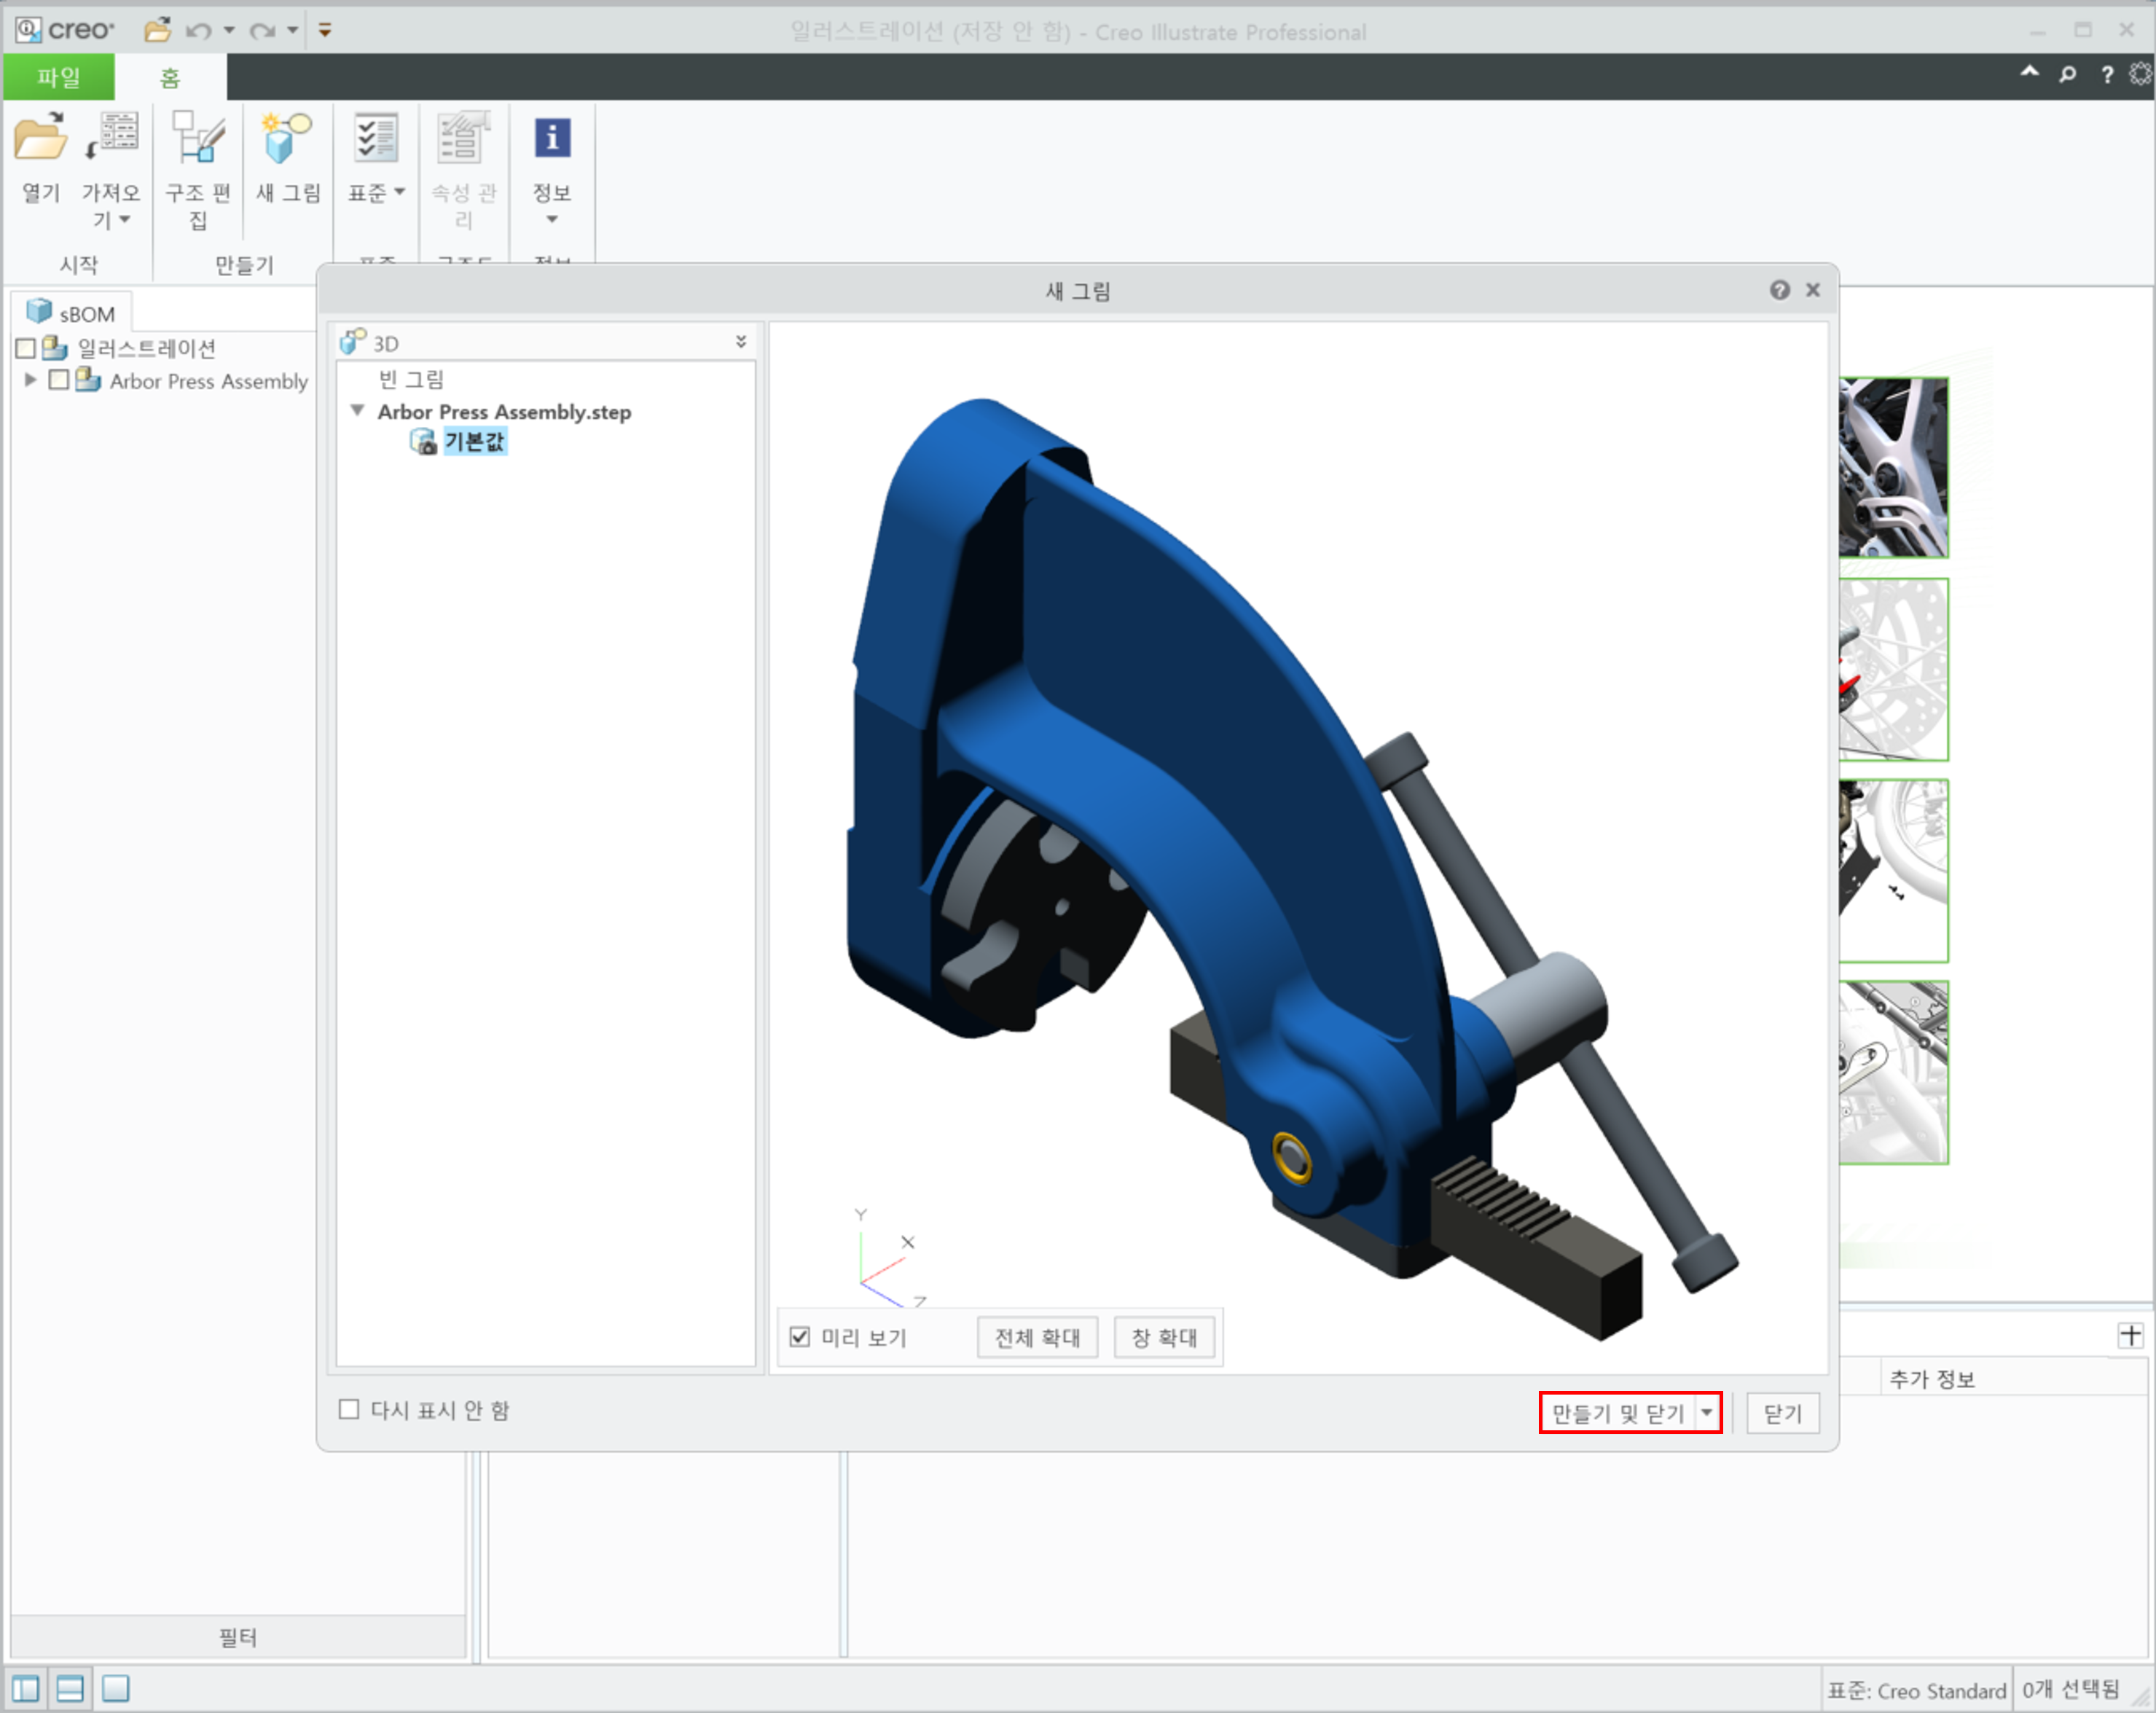 creo
일러스트레이션 (저장 안 함) - Creo Illustrate Professional
파일
홈
열기
가져오
기
구조 편
집
새 그림
표준
속성 관
리
정보
시작
만들기
sBOM
일러스트레이션
Arbor Press Assembly
새 그림
3D
빈 그림
Arbor Press Assembly.step
기본값
Y
X
Z
미리 보기
전체 확대
창 확대
다시 표시 안 함
만들기 및 닫기
닫기
추가 정보
필터
표준: Creo Standard
0개 선택됨